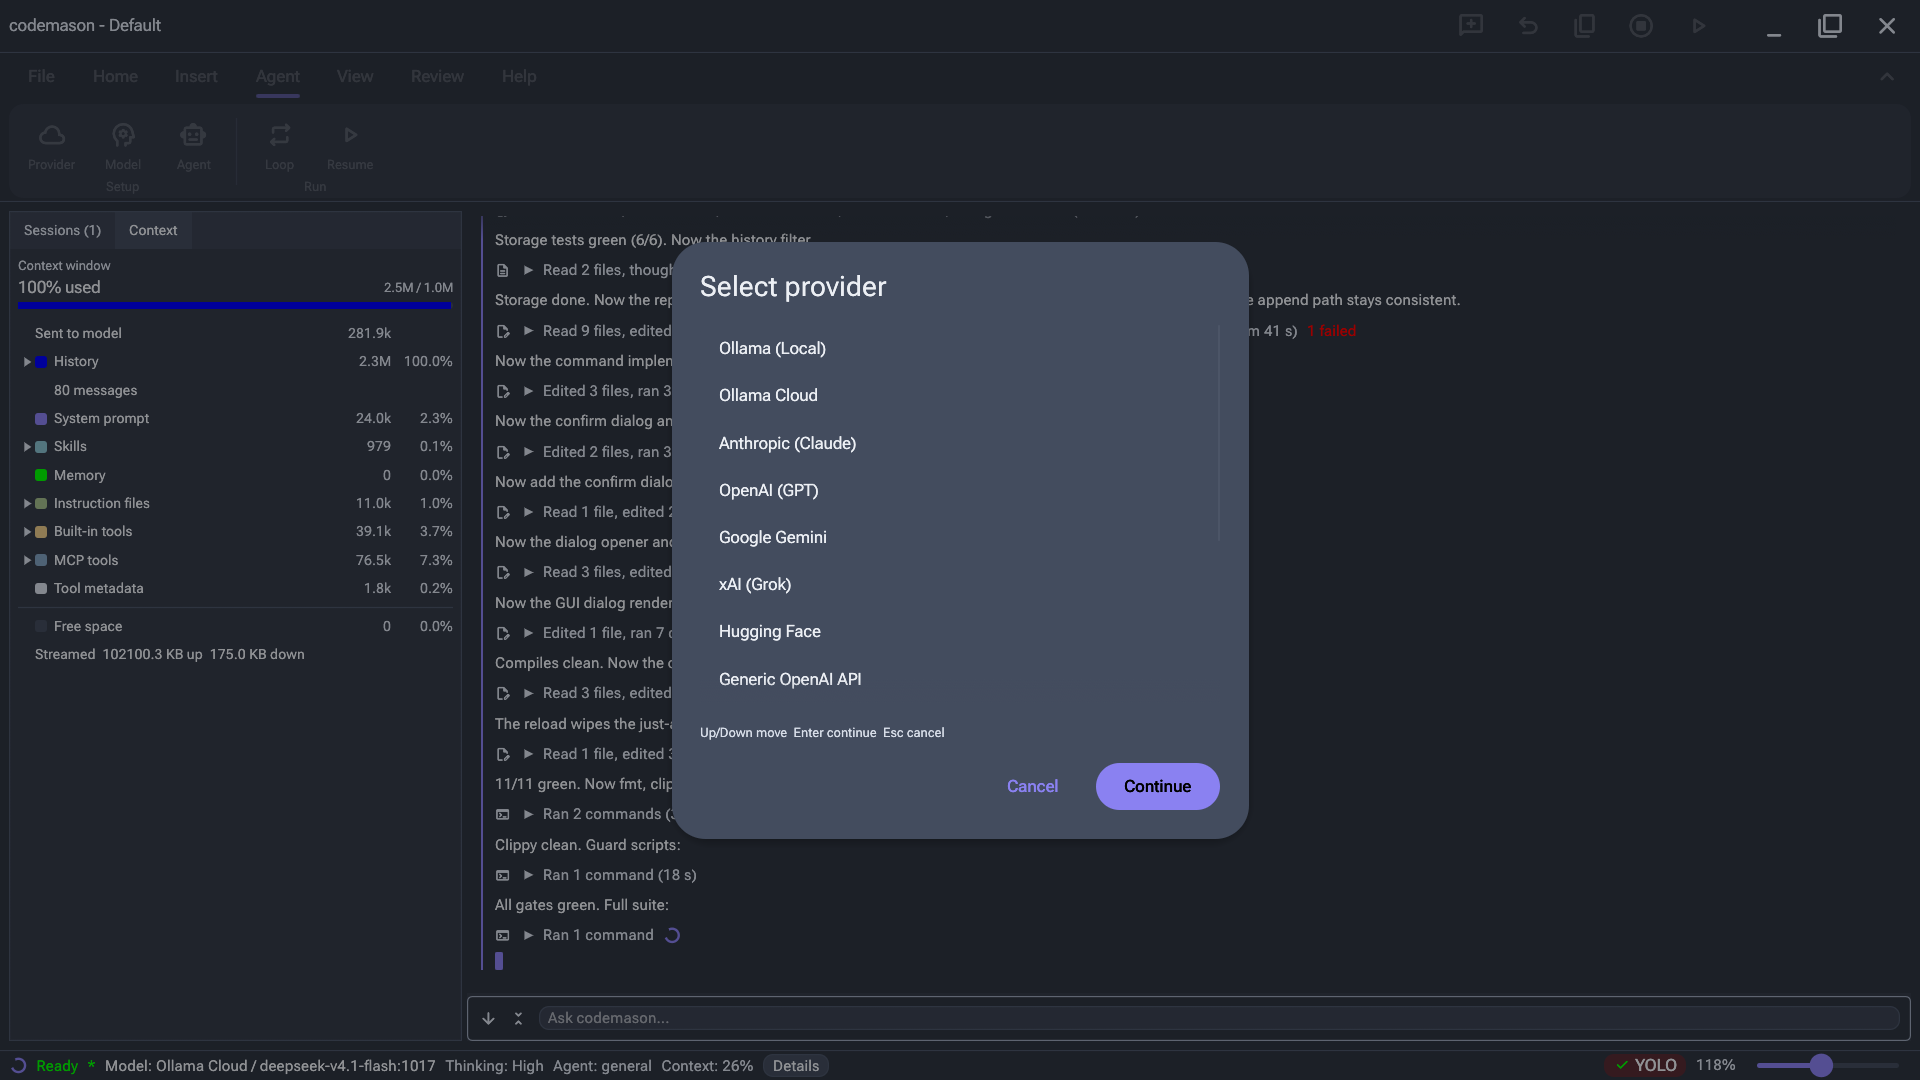 codemason - Default
File Home Insert Agent View Review Help
Provider Model Agent Loop Resume
Setup Run
Sessions (1) Context
Context window
100% used 2.5M / 1.0M
Sent to model 281.9k
History 2.3M 100.0%
80 messages
System prompt 24.0k 2.3%
Skills 979 0.1%
Memory 0 0.0%
Instruction files 11.0k 1.0%
Built-in tools 39.1k 3.7%
MCP tools 76.5k 7.3%
Tool metadata 1.8k 0.2%
Free space 0 0.0%
Streamed 102100.3 KB up 175.0 KB down
Storage tests green (6/6). Now the history filter
Read 2 files, though
Storage done. Now the rep
e append path stays consistent.
Read 9 files, edited
m 41 s) 1 failed
Now the command implem
Edited 3 files, ran 3
Now the confirm dialog an
Edited 2 files, ran 3
Now add the confirm dialo
Read 1 file, edited 2
Now the dialog opener and
Read 3 files, edited
Now the GUI dialog render
Edited 1 file, ran 7 c
Compiles clean. Now the
Read 3 files, edited
The reload wipes the just-a
Read 1 file, edited 3
11/11 green. Now fmt, clip
Ran 2 commands (3
Clippy clean. Guard scripts:
Ran 1 command (18 s)
All gates green. Full suite:
Ran 1 command
Select provider
Ollama (Local)
Ollama Cloud
Anthropic (Claude)
OpenAI (GPT)
Google Gemini
xAI (Grok)
Hugging Face
Generic OpenAI API
Up/Down move Enter continue Esc cancel
Cancel Continue
Ask codemason...
Ready * Model: Ollama Cloud / deepseek-v4.1-flash:1017 Thinking: High Agent: general Context: 26% Details
YOLO 118%